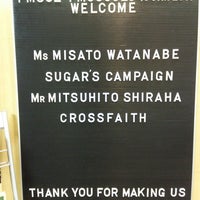 WELCOME
Ms MISATO WATANABE
SUGAR'S CAMPAIGN
MR MITSUHITO SHIRAHA
CROSSFAITH
THANK YOU FOR MAKING US